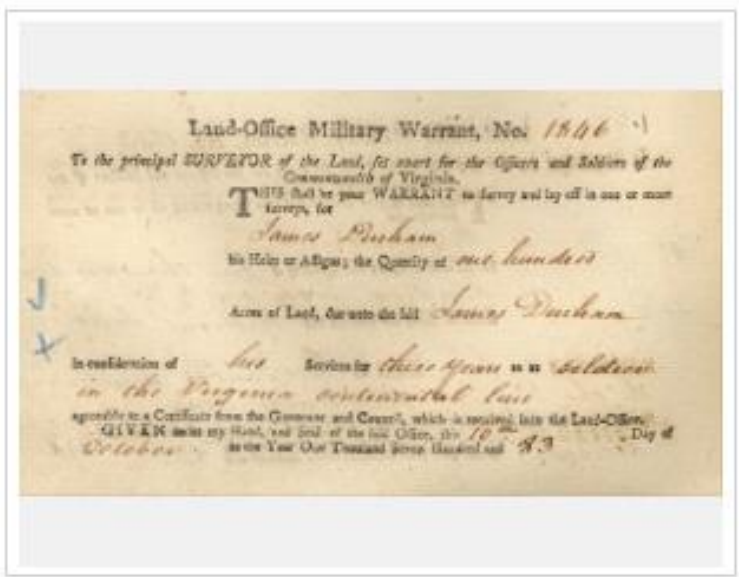 Land-Office Military Warrant, No. 1846
To the principal SURVEYOR of the Land, set apart for the Officers and Soldiers of the
Commonwealth of Virginia.
THIS shall be your WARRANT to survey and lay off in one or more
surveys, for
James Durham
his Heirs or Assigns; the Quantity of one hundred
Acres of Land, due unto the said James Durham
in consideration of his Services for three years as a soldier
in the Virginia continental line
agreeable to a Certificate from the Governor and Council, which is received into the Land-Office.
GIVEN under my Hand, and Seal of the said Office, this 10th Day of
October in the Year One Thousand Seven Hundred and 83